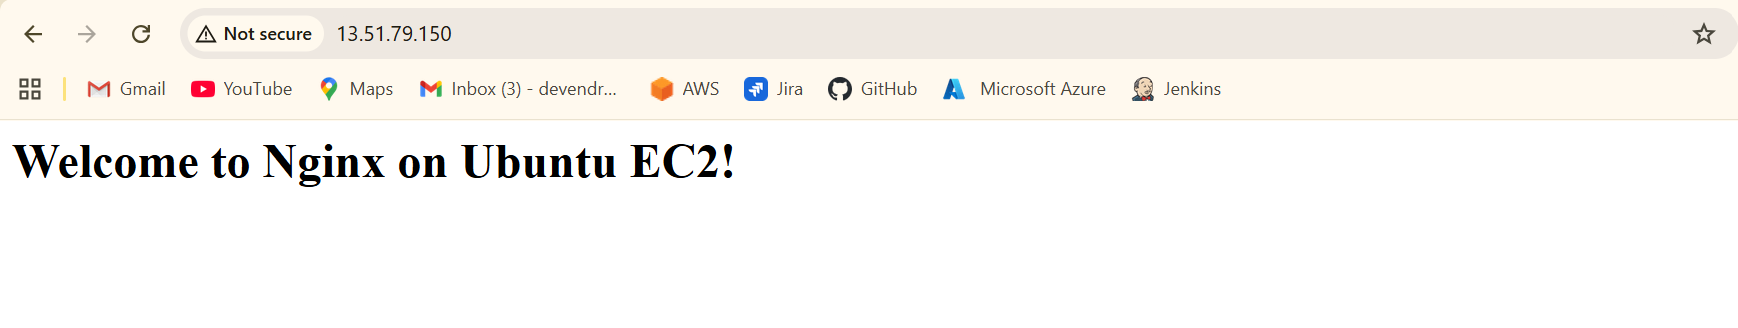 Not secure 13.51.79.150
Gmail YouTube Maps Inbox (3) - devendr... AWS Jira GitHub Microsoft Azure Jenkins
Welcome to Nginx on Ubuntu EC2!